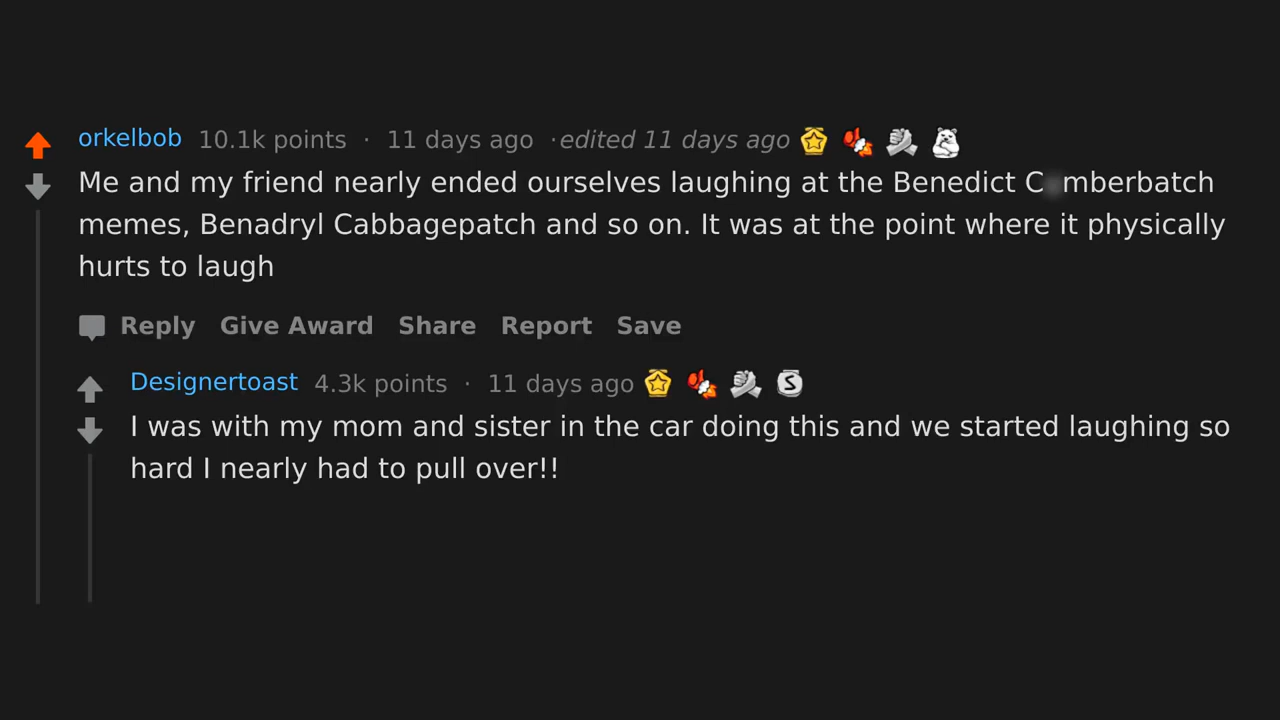 orkelbob 10.1k points · 11 days ago · edited 11 days ago
Me and my friend nearly ended ourselves laughing at the Benedict
memes, Benadryl Cabbagepatch and so on. It was at the point where it physically
hurts to laugh
Reply Give Award Share Report Save
Designertoast 4.3k points · 11 days ago
I was with my mom and sister in the car doing this and we started laughing so
hard I nearly had to pull over!!